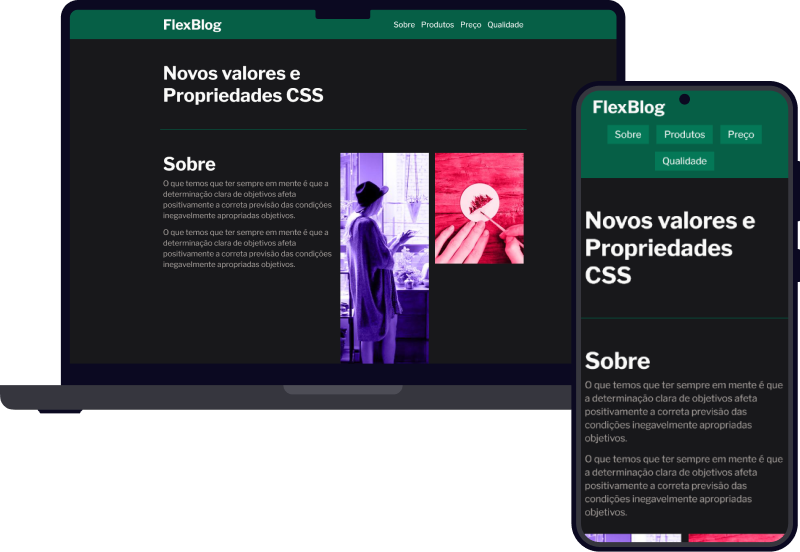 FlexBlog
Sobre Produtos Preço Qualidade
Novos valores e
Propriedades CSS
Sobre
O que temos que ter sempre em mente é que a
determinação clara de objetivos afeta
positivamente a correta previsão das condições
inegavelmente apropriadas objetivos.
O que temos que ter sempre em mente é que a
determinação clara de objetivos afeta
positivamente a correta previsão das condições
inegavelmente apropriadas objetivos.
FlexBlog
Sobre Produtos Preço
Qualidade
Novos valores e
Propriedades
CSS
Sobre
O que temos que ter sempre em mente é que
a determinação clara de objetivos afeta
positivamente a correta previsão das
condições inegavelmente apropriadas
objetivos.
O que temos que ter sempre em mente é que
a determinação clara de objetivos afeta
positivamente a correta previsão das
condições inegavelmente apropriadas
objetivos.